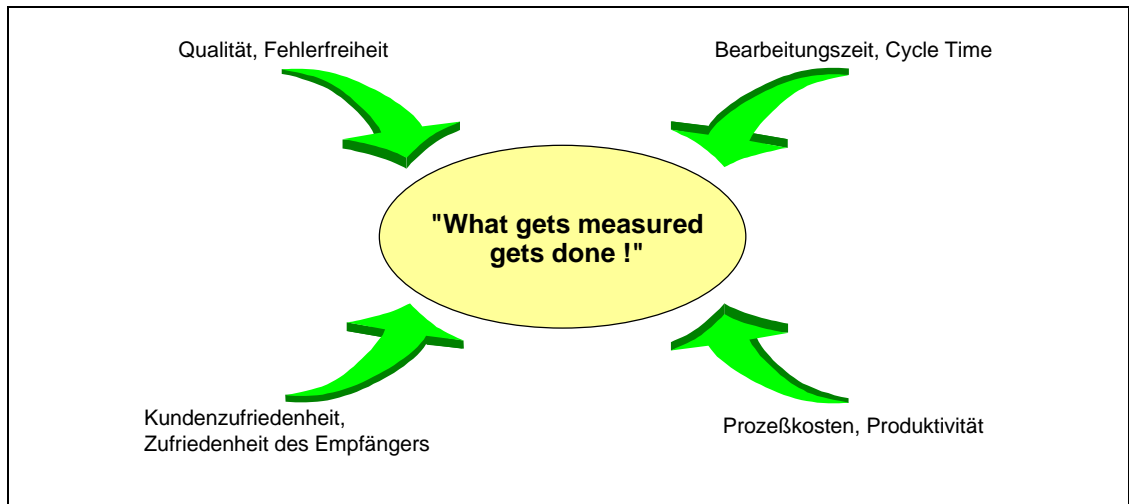 Qualität, Fehlerfreiheit
Bearbeitungszeit, Cycle Time
"What gets measured
gets done !"
Kundenzufriedenheit,
Zufriedenheit des Empfängers
Prozeßkosten, Produktivität